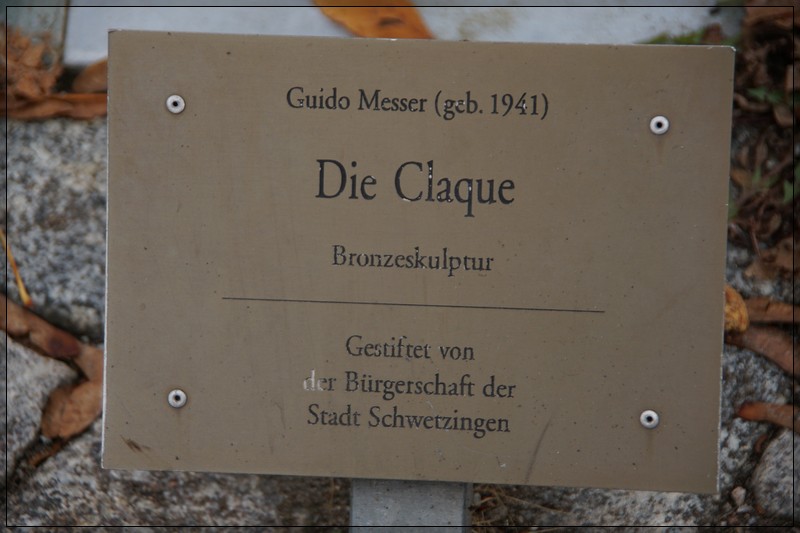 Guido Messer (geb. 1941)
Die Claque
Bronzeskulptur
Gestiftet von
der Bürgerschaft der
Stadt Schwetzingen